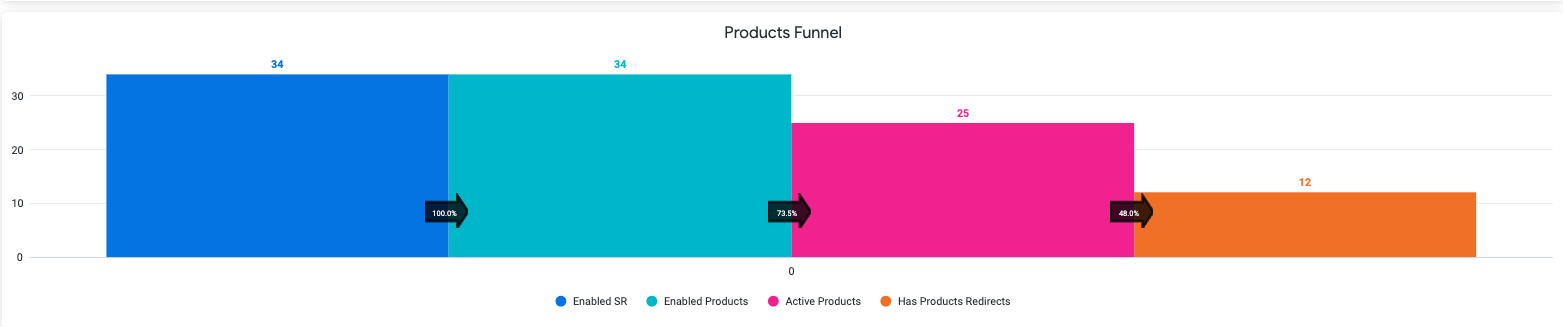 Products Funnel
34
34
30
25
20
12
10
100.0%
73.5%
48.0%
0
0
Enabled SR
Enabled Products
Active Products
Has Products Redirects